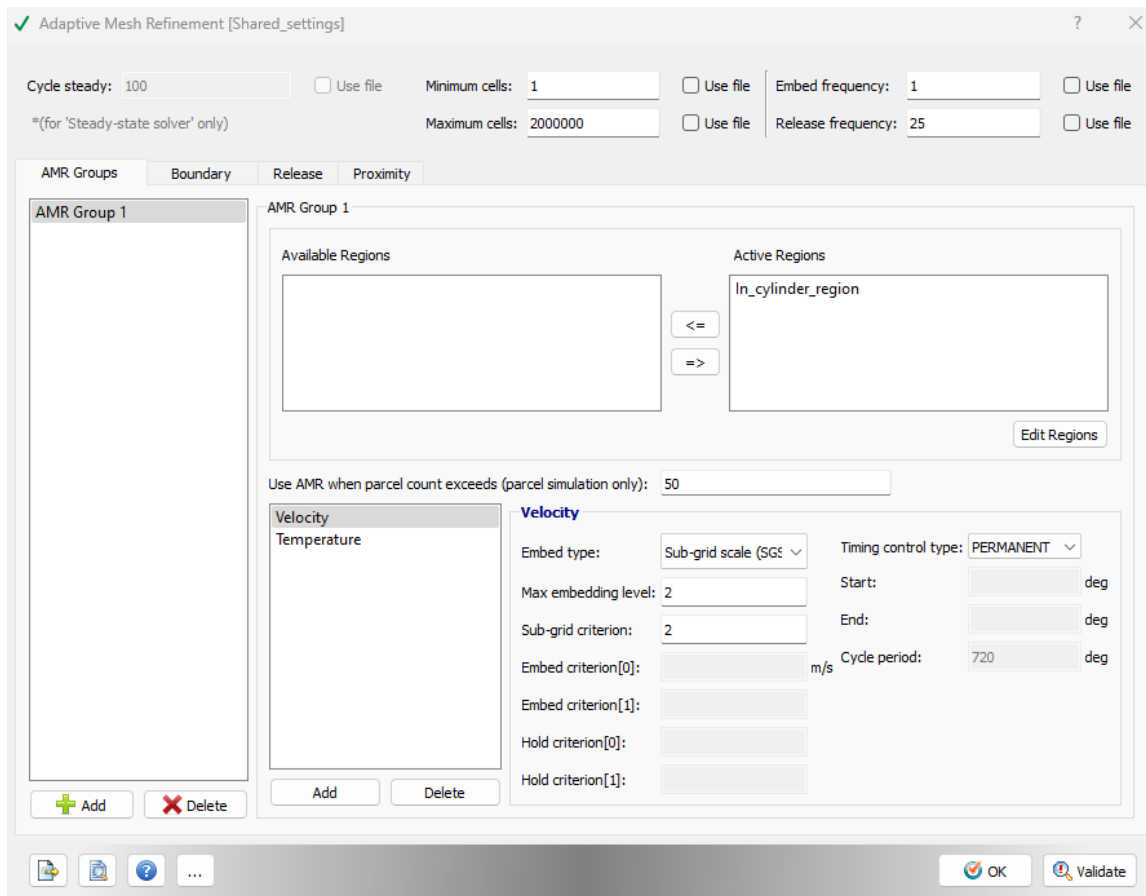 Adaptive Mesh Refinement [Shared_settings] ?
Cycle steady: 100 Use file Minimum cells: 1 Use file Embed frequency: 1 Use file
*(for 'Steady-state solver' only) Maximum cells: 2000000 Use file Release frequency: 25 Use file
AMR Groups Boundary Release Proximity
AMR Group 1
AMR Group 1
Available Regions Active Regions
In_cylinder_region
<=
=>
Edit Regions
Use AMR when parcel count exceeds (parcel simulation only): 50
Velocity
Temperature
Add Delete
Velocity
Embed type: Sub-grid scale (SGS
Max embedding level: 2
Sub-grid criterion: 2
Embed criterion[0]: m/s
Embed criterion[1]:
Hold criterion[0]:
Hold criterion[1]:
Timing control type: PERMANENT
Start: deg
End: deg
Cycle period: 720 deg
Add Delete
? ... OK Validate